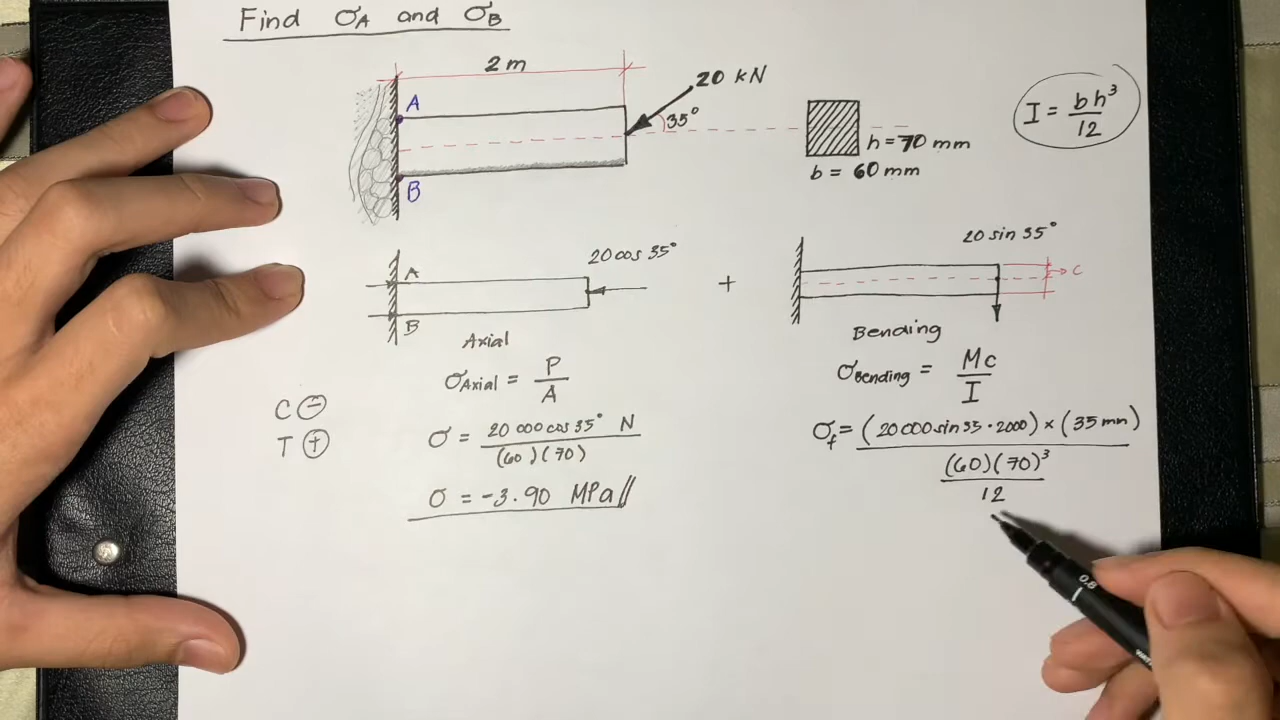 Find σA and σB
2 m
20 kN
A
35°
B
h = 70 mm
b = 60 mm
I = bh³/12
20 cos 35°
A
B
Axial
+
20 sin 35°
c
Bending
σAxial = P/A
σBending = Mc/I
C ⊖
T ⊕
σ = 20 000 cos 35° N / (60)(70)
σ = -3.90 MPa//
σf = (20 000 sin 35 · 2000) × (35 mm) / (60)(70)³/12
0.8